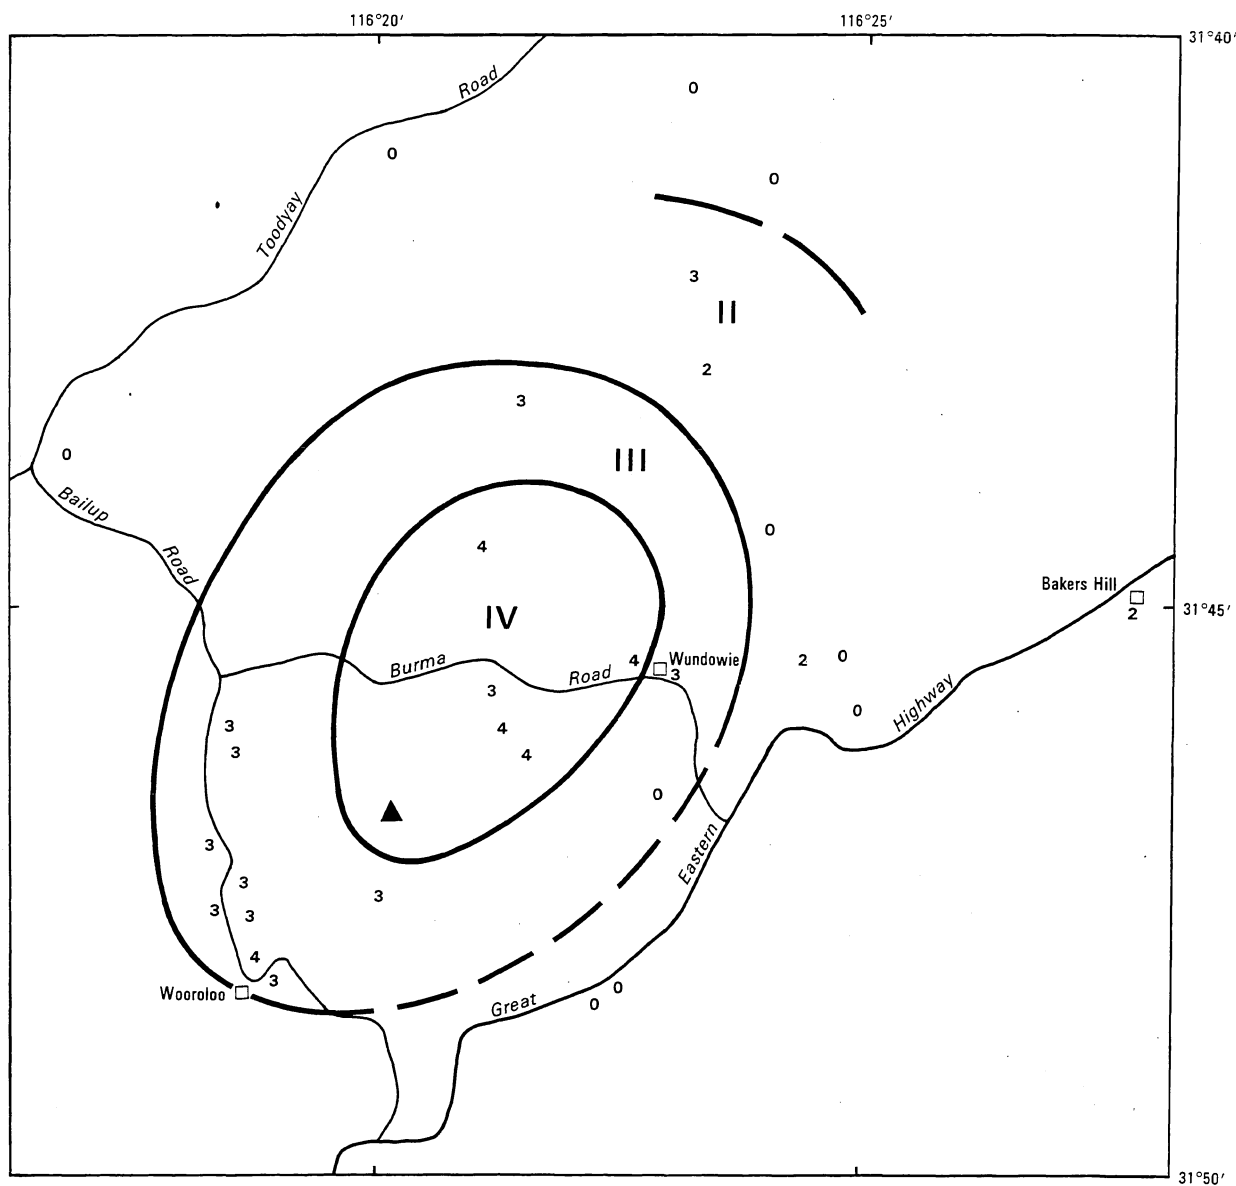 116°20′ 116°25′
31°40′
Road
0
0
0
Toodyay
3
II
2
3
0
III
Bailup
0
Road
4
Bakers Hill
2
31°45′
IV
Burma
Road
4
Wundowie
3
2 0
3
0
Highway
3
4
3
4
0
3
Eastern
3
3
3
3
4
3
Wooroloo
Great
0
0
31°50′